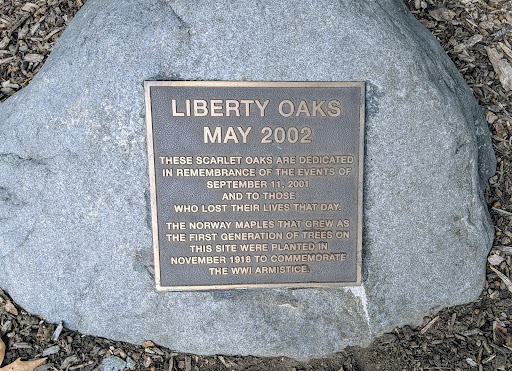 LIBERTY OAKS
MAY 2002
THESE SCARLET OAKS ARE DEDICATED
IN REMEMBRANCE OF THE EVENTS OF
SEPTEMBER 11, 2001
AND TO THOSE
WHO LOST THEIR LIVES THAT DAY.
THE NORWAY MAPLES THAT GREW AS
THE FIRST GENERATION OF TREES ON
THIS SITE WERE PLANTED IN
NOVEMBER 1918 TO COMMEMORATE
THE WWI ARMISTICE.